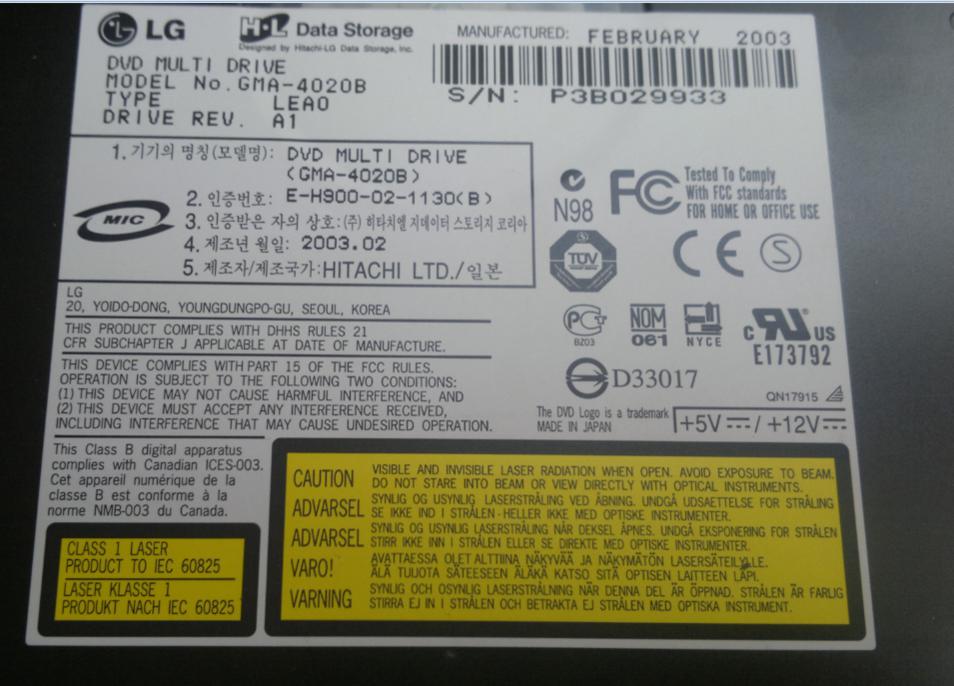 LG
H·L Data Storage
Designed by Hitachi-LG Data Storage, Inc.
MANUFACTURED: FEBRUARY 2003
DVD MULTI DRIVE
MODEL No.GMA-4020B
TYPE LEA0
DRIVE REV. A1
S/N: P3B029933
1. 기기의 명칭(모델명): DVD MULTI DRIVE
(GMA-4020B)
2. 인증번호: E-H900-02-1130(B)
3. 인증받은 자의 상호: (주) 히타치엘 지데이터 스토리지 코리아
4. 제조년 월일: 2003.02
5. 제조자/제조국가: HITACHI LTD./일본
MIC
N98
FC
Tested To Comply
With FCC standards
FOR HOME OR OFFICE USE
TÜV
CE
S
LG
20, YOIDO-DONG, YOUNGDUNGPO-GU, SEOUL, KOREA
THIS PRODUCT COMPLIES WITH DHHS RULES 21
CFR SUBCHAPTER J APPLICABLE AT DATE OF MANUFACTURE.
THIS DEVICE COMPLIES WITH PART 15 OF THE FCC RULES.
OPERATION IS SUBJECT TO THE FOLLOWING TWO CONDITIONS:
(1) THIS DEVICE MAY NOT CAUSE HARMFUL INTERFERENCE, AND
(2) THIS DEVICE MUST ACCEPT ANY INTERFERENCE RECEIVED,
INCLUDING INTERFERENCE THAT MAY CAUSE UNDESIRED OPERATION.
BZ03
NOM
061
NYCE
C US
E173792
D33017
QN17915
The DVD Logo is a trademark
MADE IN JAPAN
+5V⎓/+12V⎓
This Class B digital apparatus
complies with Canadian ICES-003.
Cet appareil numérique de la
classe B est conforme à la
norme NMB-003 du Canada.
CLASS 1 LASER
PRODUCT TO IEC 60825
LASER KLASSE 1
PRODUKT NACH IEC 60825
CAUTION VISIBLE AND INVISIBLE LASER RADIATION WHEN OPEN. AVOID EXPOSURE TO BEAM.
DO NOT STARE INTO BEAM OR VIEW DIRECTLY WITH OPTICAL INSTRUMENTS.
ADVARSEL SYNLIG OG USYNLIG LASERSTRÅLING VED ÅBNING. UNDGÅ UDSAETTELSE FOR STRÅLING
SE IKKE IND I STRÅLEN-HELLER IKKE MED OPTISKE INSTRUMENTER.
ADVARSEL SYNLIG OG USYNLIG LASERSTRÅLING NÅR DEKSEL ÅPNES. UNDGÅ EKSPONERING FOR STRÅLEN
STIRR IKKE INN I STRÅLEN ELLER SE DIREKTE MED OPTISKE INSTRUMENTER.
VARO! AVATTAESSA OLET ALTTIINA NÄKYVÄÄ JA NÄKYMÄTÖN LASERSÄTEILYLLE.
ÄLÄ TUIJOTA SÄTEESEEN ÄLÄKÄ KATSO SITÄ OPTISEN LAITTEEN LÄPI.
VARNING SYNLIG OCH OSYNLIG LASERSTRÅLNING NÄR DENNA DEL ÄR ÖPPNAD. STRÅLEN ÄR FARLIG
STIRRA EJ IN I STRÅLEN OCH BETRAKTA EJ STRÅLEN MED OPTISKA INSTRUMENT.